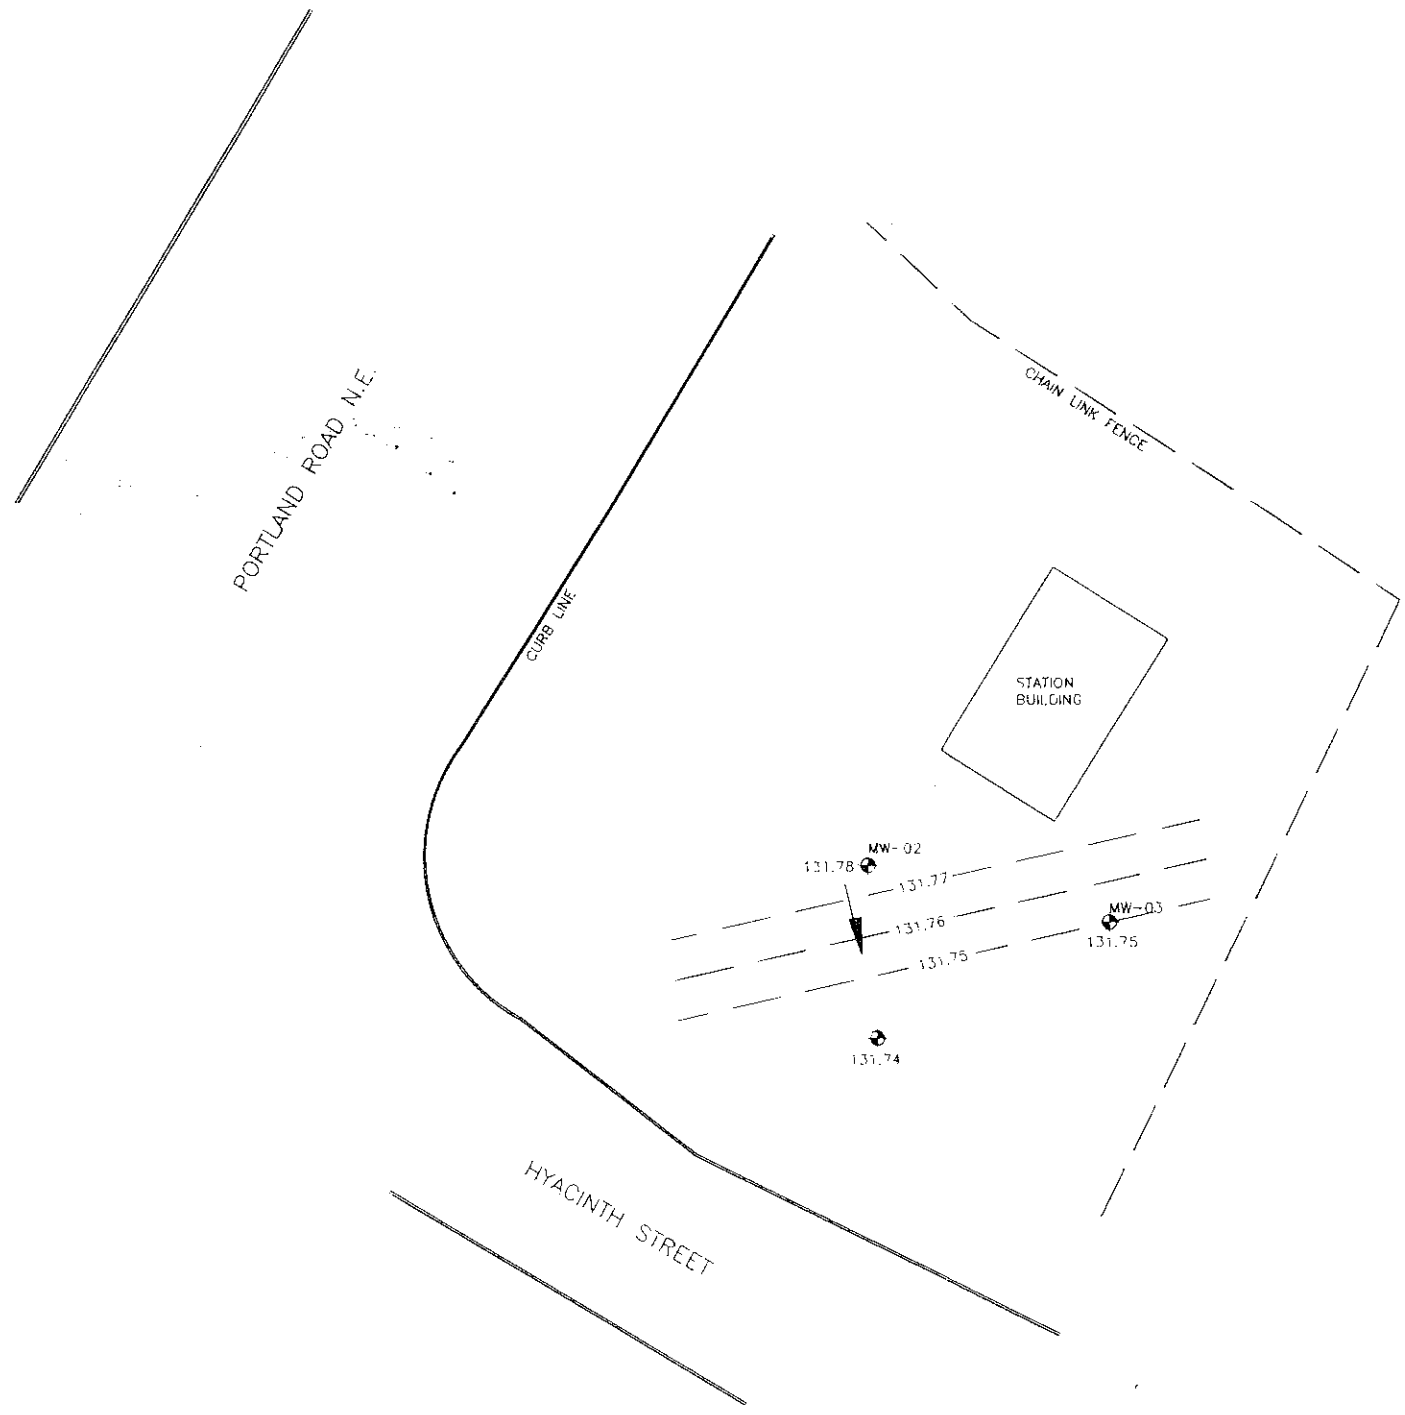 PORTLAND ROAD N.E.
CHAIN LINK FENCE
CURB LINE
STATION
BUILDING
MW-02
131.78
131.77
MW-03
131.76
131.75
131.75
131.74
HYACINTH STREET